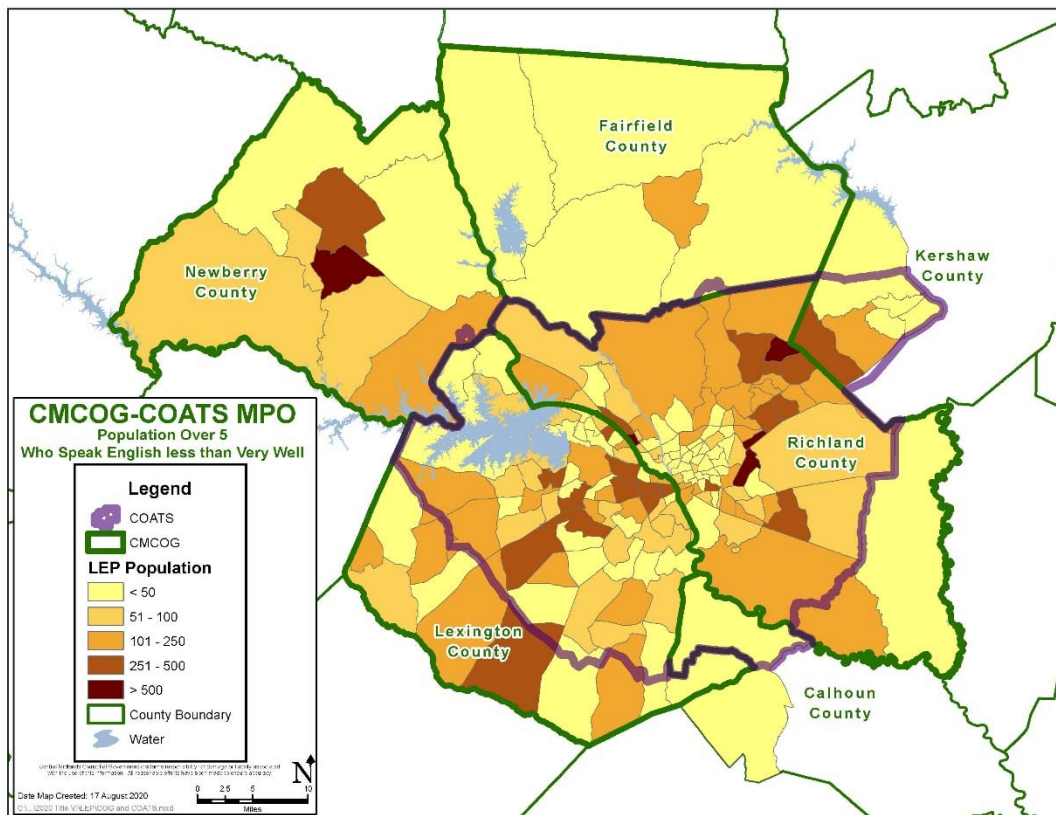 Fairfield
County
Kershaw
County
Newberry
County
Richland
County
Lexington
County
Calhoun
County
CMCOG-COATS MPO
Population Over 5
Who Speak English less than Very Well
Legend
COATS
CMCOG
LEP Population
< 50
51 - 100
101 - 250
251 - 500
> 500
County Boundary
Water
N
Date Map Created: 17 August 2020
0 2.5 5 10
Miles